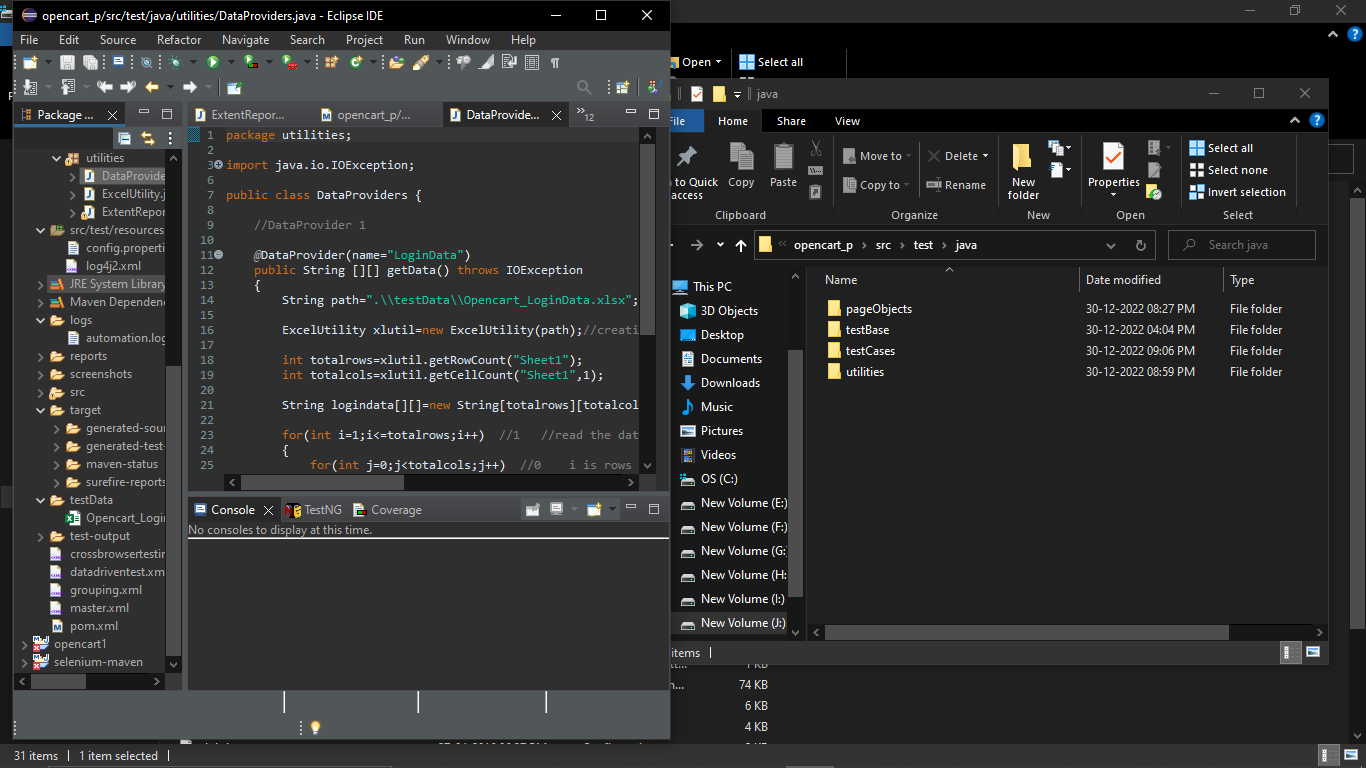 opencart_p/src/test/java/utilities/DataProviders.java - Eclipse IDE
File Edit Source Refactor Navigate Search Project Run Window Help
Package ...
utilities
DataProvide
ExcelUtility.j
ExtentRepor
src/test/resources
config.properti
log4j2.xml
JRE System Library
Maven Dependenc
logs
automation.log
reports
screenshots
src
target
generated-sour
generated-test-
maven-status
surefire-reports
testData
Opencart_Logi
test-output
crossbrowsertestin
datadriventest.xm
grouping.xml
master.xml
pom.xml
opencart1
selenium-maven
ExtentRepor... opencart_p/... DataProvide... 12
1 package utilities;
2
3 import java.io.IOException;
6
7 public class DataProviders {
8
9 //DataProvider 1
10
11 @DataProvider(name="LoginData")
12 public String [][] getData() throws IOException
13 {
14 String path=".\\testData\\Opencart_LoginData.xlsx";
15
16 ExcelUtility xlutil=new ExcelUtility(path);//creati
17
18 int totalrows=xlutil.getRowCount("Sheet1");
19 int totalcols=xlutil.getCellCount("Sheet1",1);
20
21 String logindata[][]=new String[totalrows][totalcol
22
23 for(int i=1;i<=totalrows;i++) //1 //read the dat
24 {
25 for(int j=0;j<totalcols;j++) //0 i is rows
Console TestNG Coverage
No consoles to display at this time.
Open Select all
java
File Home Share View
Pin to Quick access
Copy
Paste
Clipboard
Move to
Copy to
Delete
Rename
Organize
New folder
New
Properties
Open
Select all
Select none
Invert selection
Select
opencart_p › src › test › java
Search java
This PC
3D Objects
Desktop
Documents
Downloads
Music
Pictures
Videos
OS (C:)
New Volume (E:)
New Volume (F:)
New Volume (G:
New Volume (H:
New Volume (I:)
New Volume (J:)
Name Date modified Type
pageObjects 30-12-2022 08:27 PM File folder
testBase 30-12-2022 04:04 PM File folder
testCases 30-12-2022 09:06 PM File folder
utilities 30-12-2022 08:59 PM File folder
items
74 KB
6 KB
4 KB
31 items 1 item selected